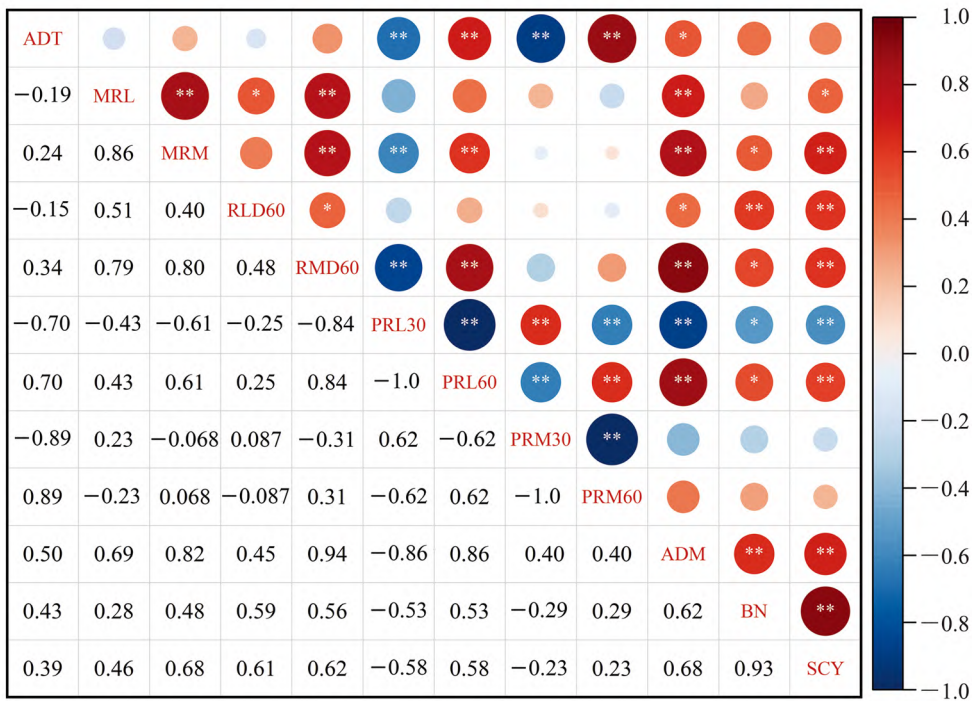 ADT ** ** ** ** *
−0.19 MRL ** * ** ** *
0.24 0.86 MRM ** ** ** ** * **
−0.15 0.51 0.40 RLD60 * * ** **
0.34 0.79 0.80 0.48 RMD60 ** ** ** * **
−0.70 −0.43 −0.61 −0.25 −0.84 PRL30 ** ** ** ** * **
0.70 0.43 0.61 0.25 0.84 −1.0 PRL60 ** ** ** * **
−0.89 0.23 −0.068 0.087 −0.31 0.62 −0.62 PRM30 **
0.89 −0.23 0.068 −0.087 0.31 −0.62 0.62 −1.0 PRM60
0.50 0.69 0.82 0.45 0.94 −0.86 0.86 0.40 0.40 ADM ** **
0.43 0.28 0.48 0.59 0.56 −0.53 0.53 −0.29 0.29 0.62 BN **
0.39 0.46 0.68 0.61 0.62 −0.58 0.58 −0.23 0.23 0.68 0.93 SCY
1.0
0.8
0.6
0.4
0.2
0.0
−0.2
−0.4
−0.6
−0.8
−1.0